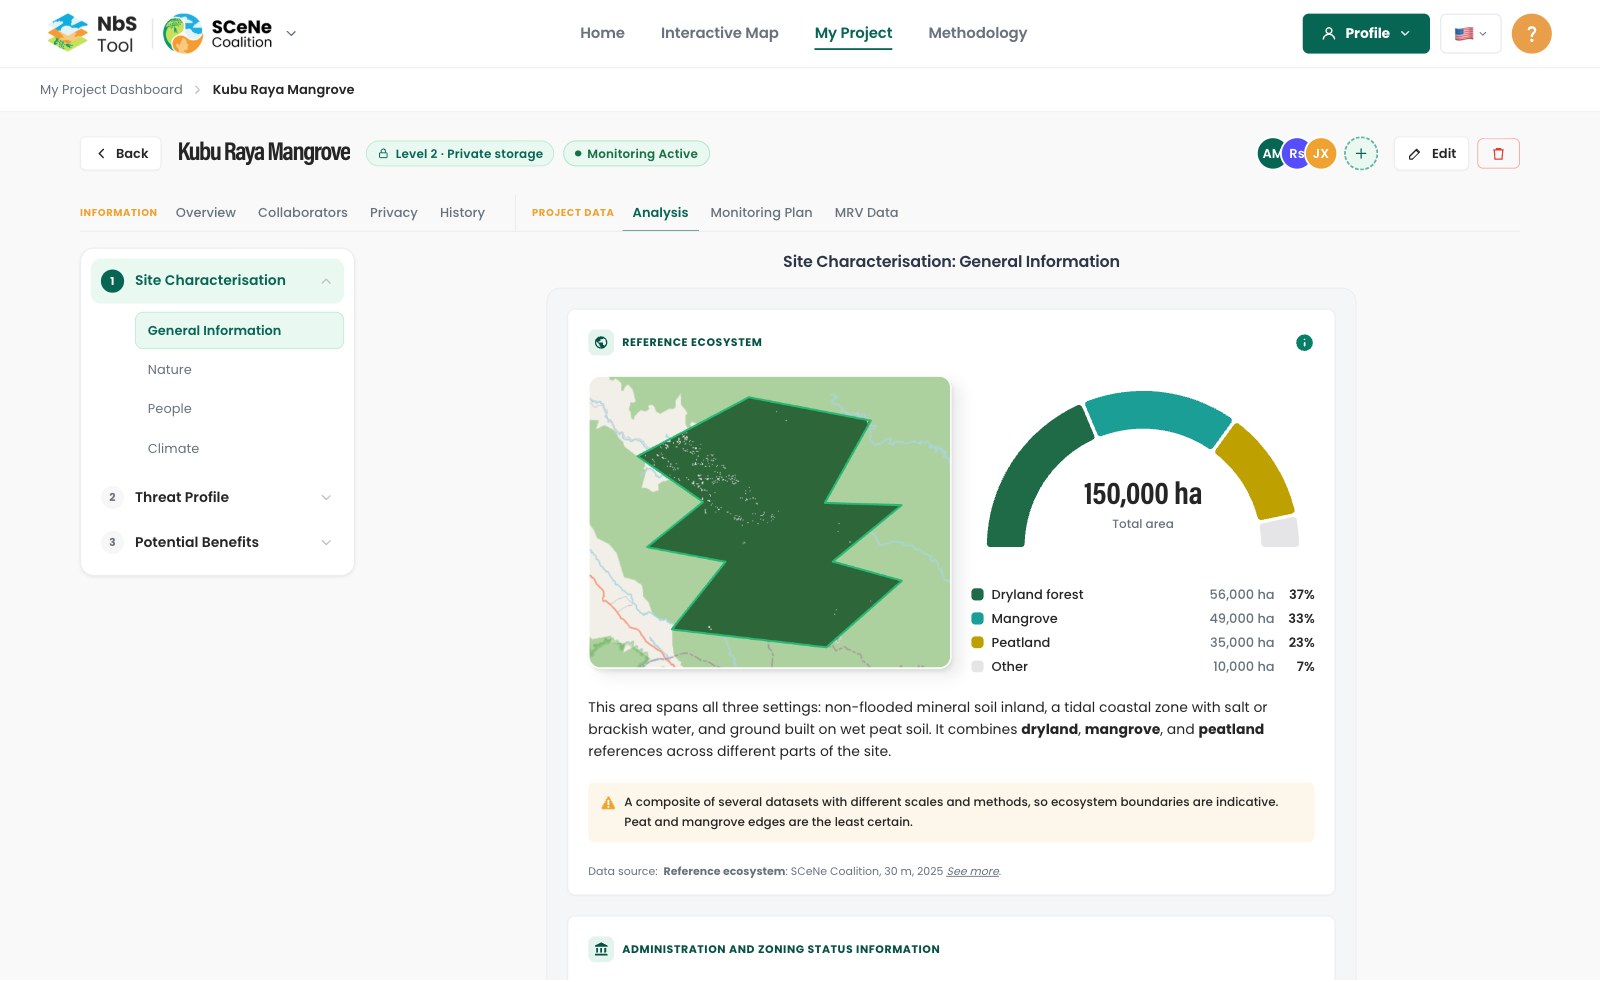 NbS
Tool
SCeNe
Coalition
Home
Interactive Map
My Project
Methodology
Profile
?
My Project Dashboard
Kubu Raya Mangrove
Back
Kubu Raya Mangrove
Level 2 · Private storage
Monitoring Active
AM
Rs
JX
+
Edit
INFORMATION
Overview
Collaborators
Privacy
History
PROJECT DATA
Analysis
Monitoring Plan
MRV Data
1
Site Characterisation
General Information
Nature
People
Climate
2
Threat Profile
3
Potential Benefits
Site Characterisation: General Information
REFERENCE ECOSYSTEM
150,000 ha
Total area
Dryland forest 56,000 ha 37%
Mangrove 49,000 ha 33%
Peatland 35,000 ha 23%
Other 10,000 ha 7%
This area spans all three settings: non-flooded mineral soil inland, a tidal coastal zone with salt or
brackish water, and ground built on wet peat soil. It combines dryland, mangrove, and peatland
references across different parts of the site.
A composite of several datasets with different scales and methods, so ecosystem boundaries are indicative.
Peat and mangrove edges are the least certain.
Data source: Reference ecosystem: SCeNe Coalition, 30 m, 2025 See more.
ADMINISTRATION AND ZONING STATUS INFORMATION